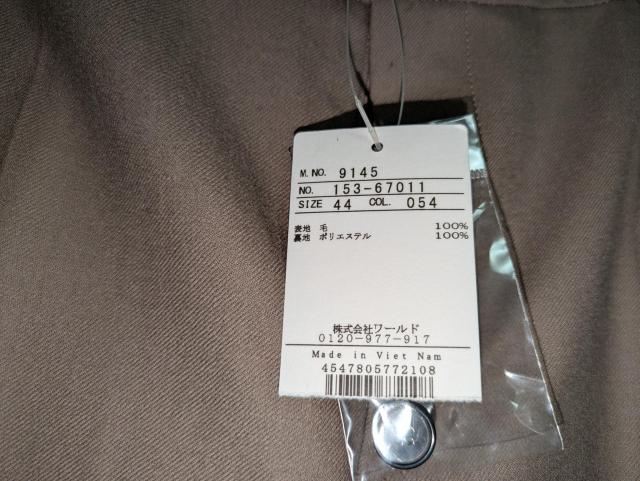 M.NO. 9145
NO. 153-67011
SIZE 44 COL. 054
表地 毛 100%
裏地 ポリエステル 100%
株式会社ワールド
0120-977-917
Made in Viet Nam
4547805772108